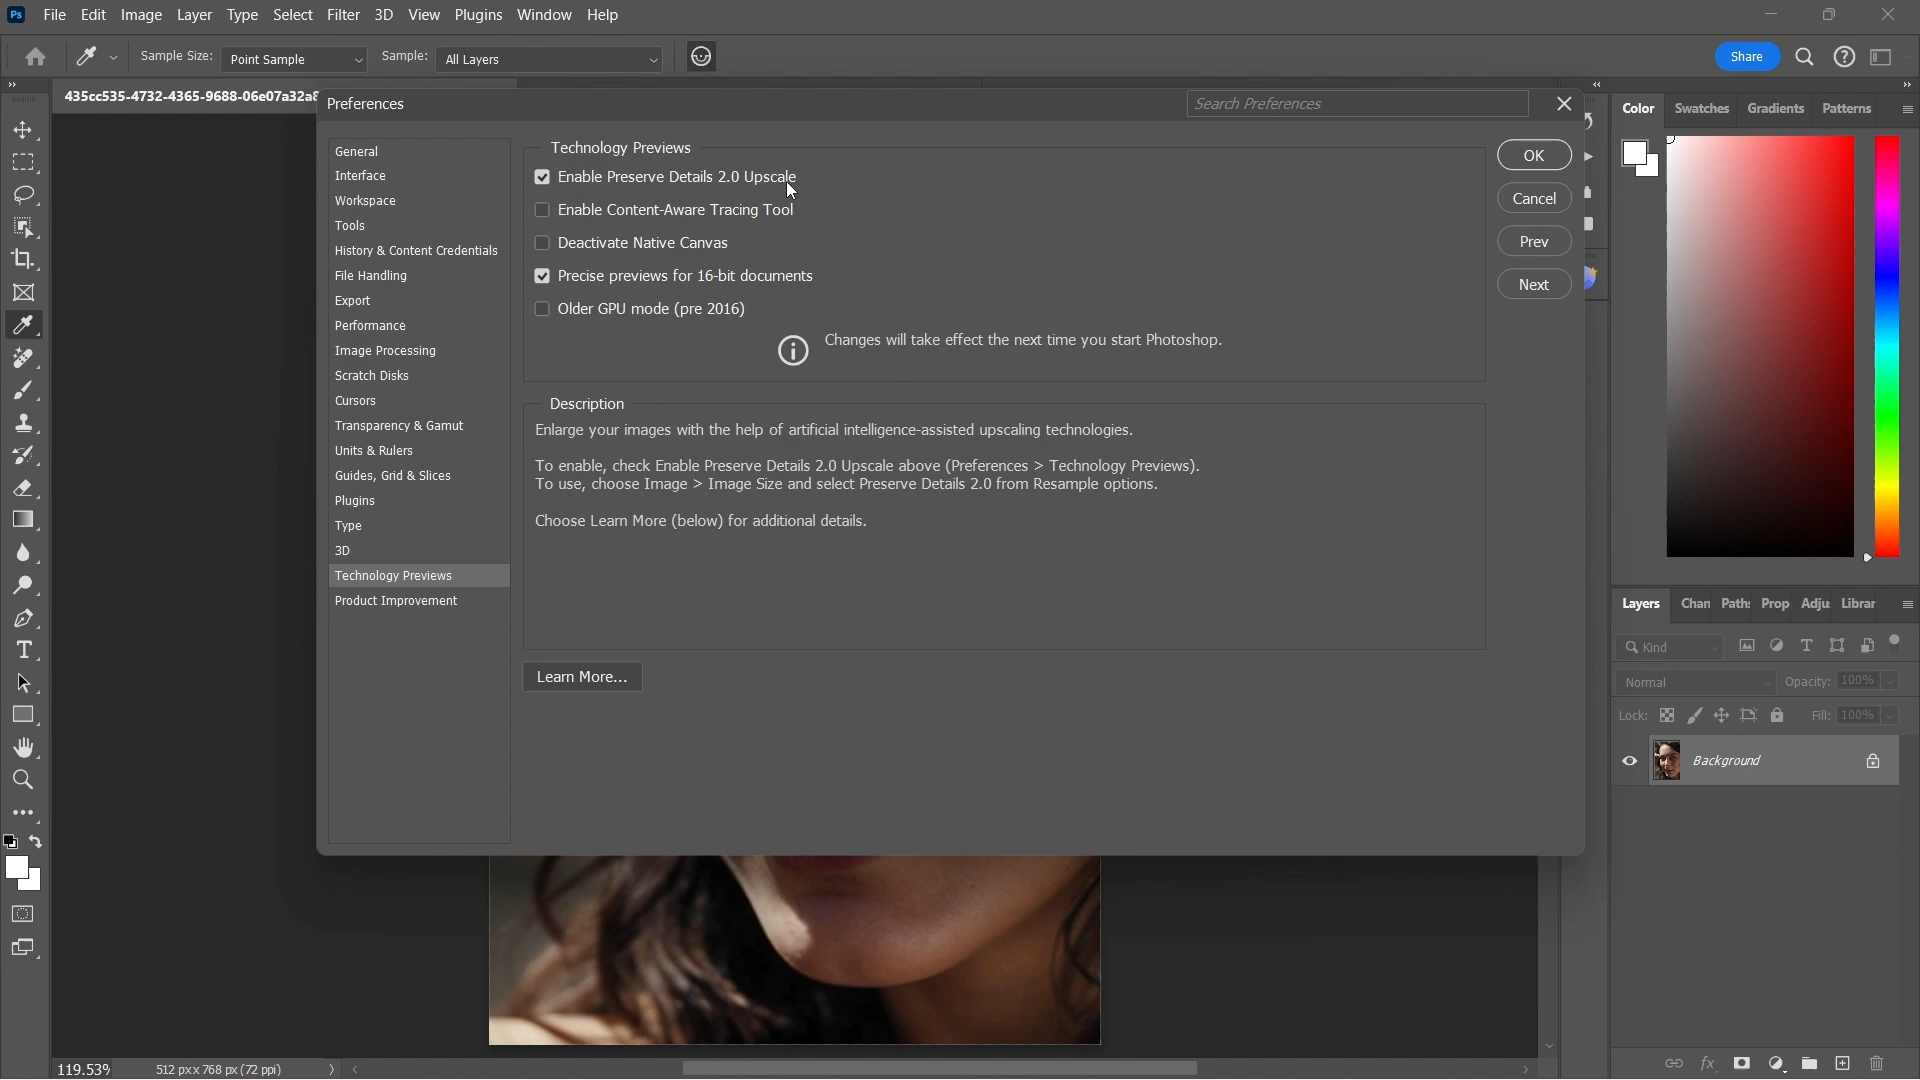 Ps File Edit Image Layer Type Select Filter 3D View Plugins Window Help
Sample Size: Point Sample Sample: All Layers Share
435cc535-4732-4365-9688-06e07a32a8
Preferences
Search Preferences
General
Interface
Workspace
Tools
History & Content Credentials
File Handling
Export
Performance
Image Processing
Scratch Disks
Cursors
Transparency & Gamut
Units & Rulers
Guides, Grid & Slices
Plugins
Type
3D
Technology Previews
Product Improvement
Technology Previews
Enable Preserve Details 2.0 Upscale
Enable Content-Aware Tracing Tool
Deactivate Native Canvas
Precise previews for 16-bit documents
Older GPU mode (pre 2016)
Changes will take effect the next time you start Photoshop.
Description
Enlarge your images with the help of artificial intelligence-assisted upscaling technologies.
To enable, check Enable Preserve Details 2.0 Upscale above (Preferences > Technology Previews).
To use, choose Image > Image Size and select Preserve Details 2.0 from Resample options.
Choose Learn More (below) for additional details.
Learn More...
OK
Cancel
Prev
Next
Color Swatches Gradients Patterns
Layers Chan Paths Prop Adju Librar
Kind
Normal Opacity: 100%
Lock: Fill: 100%
Background
fx
119.53% 512 px x 768 px (72 ppi)